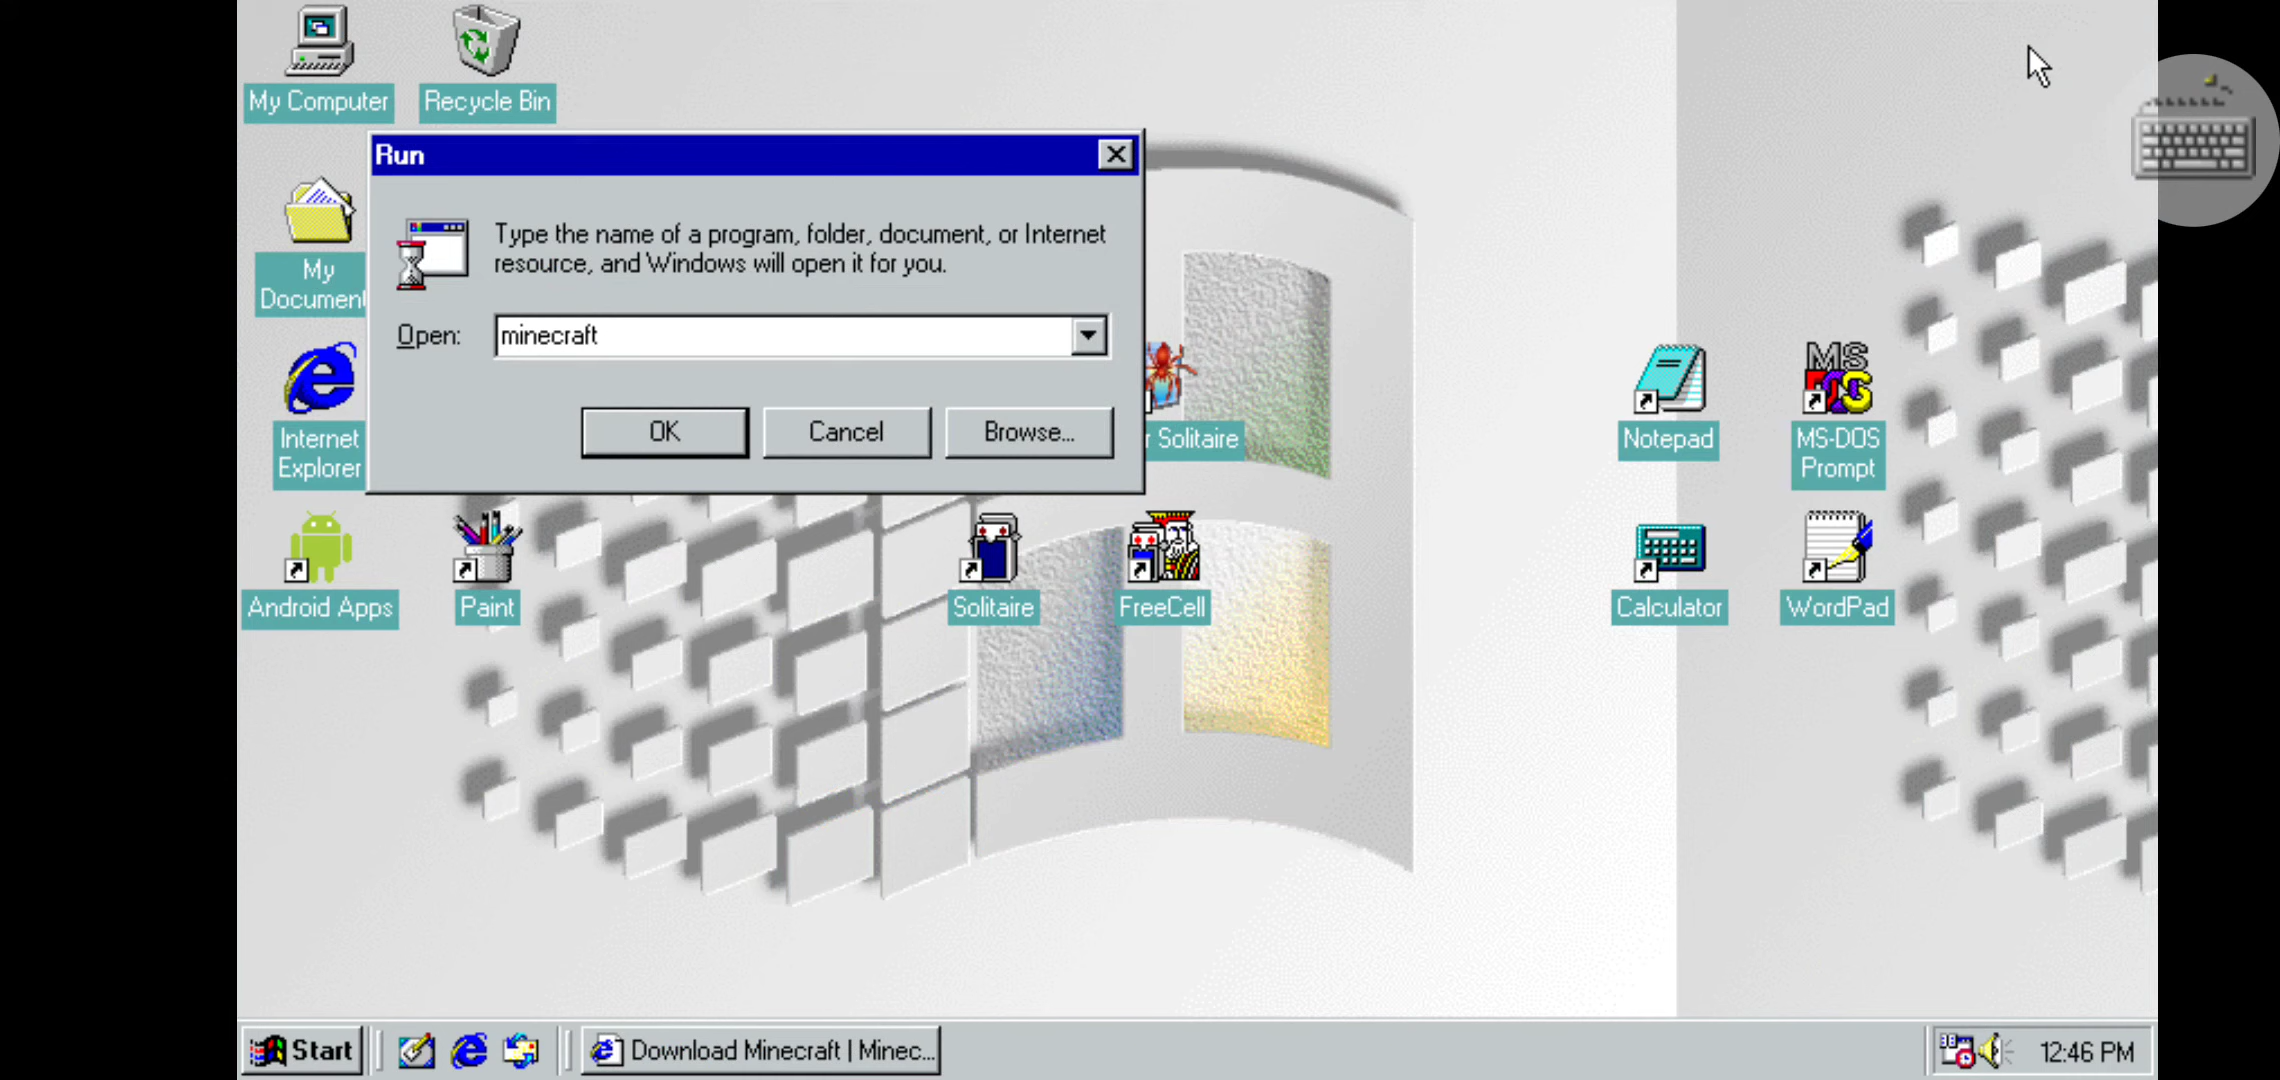 My Computer
Recycle Bin
Run
Type the name of a program, folder, document, or Internet
resource, and Windows will open it for you.
Open:
minecraft
OK
Cancel
Browse...
My
Document
Internet
Explorer
r Solitaire
Notepad
MS-DOS
Prompt
Android Apps
Paint
Solitaire
FreeCell
Calculator
WordPad
Start
Download Minecraft | Minec...
12:46 PM